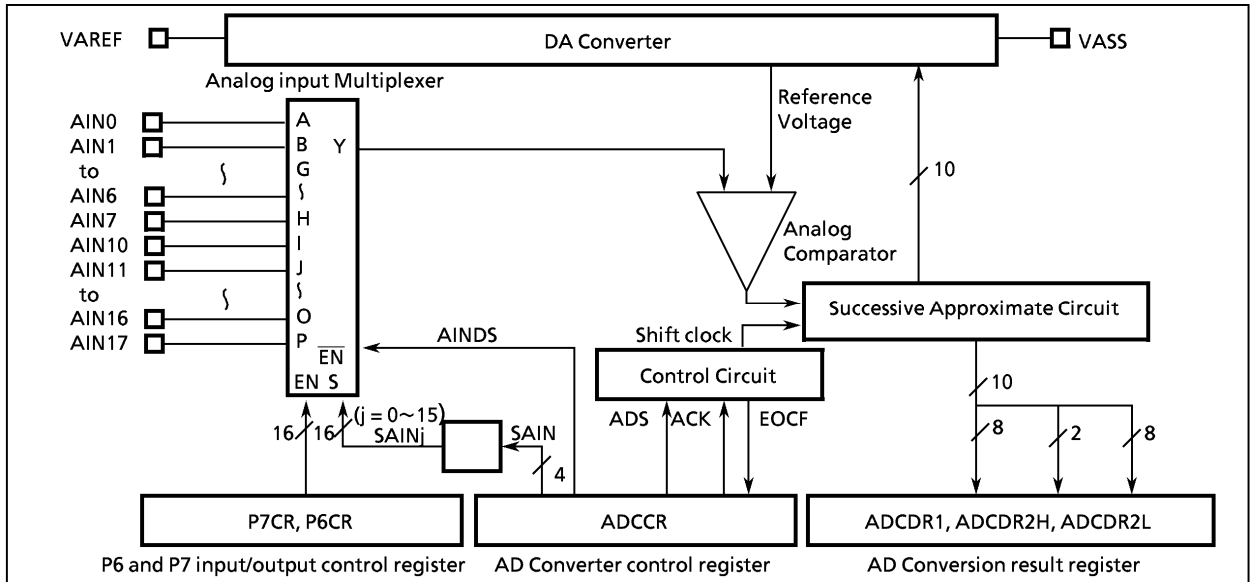 VAREF
DA Converter
VASS
Analog input Multiplexer
Reference
Voltage
AIN0
AIN1
to
AIN6
AIN7
AIN10
AIN11
to
AIN16
AIN17
A
B
G
H
I
J
O
P
Y
EN
EN S
10
Analog
Comparator
Successive Approximate Circuit
Shift clock
AINDS
Control Circuit
10
ADS
ACK
EOCF
8
2
8
16
16
(j = 0~15)
SAINj
SAIN
4
P7CR, P6CR
ADCCR
ADCDR1, ADCDR2H, ADCDR2L
P6 and P7 input/output control register
AD Converter control register
AD Conversion result register